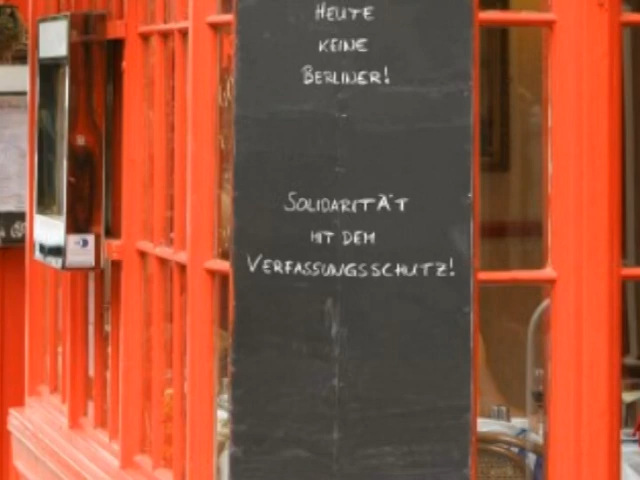 HEUTE
KEINE
BERLINER!
SOLIDARITÄT
MIT DEM
VERFASSUNGSSCHUTZ!